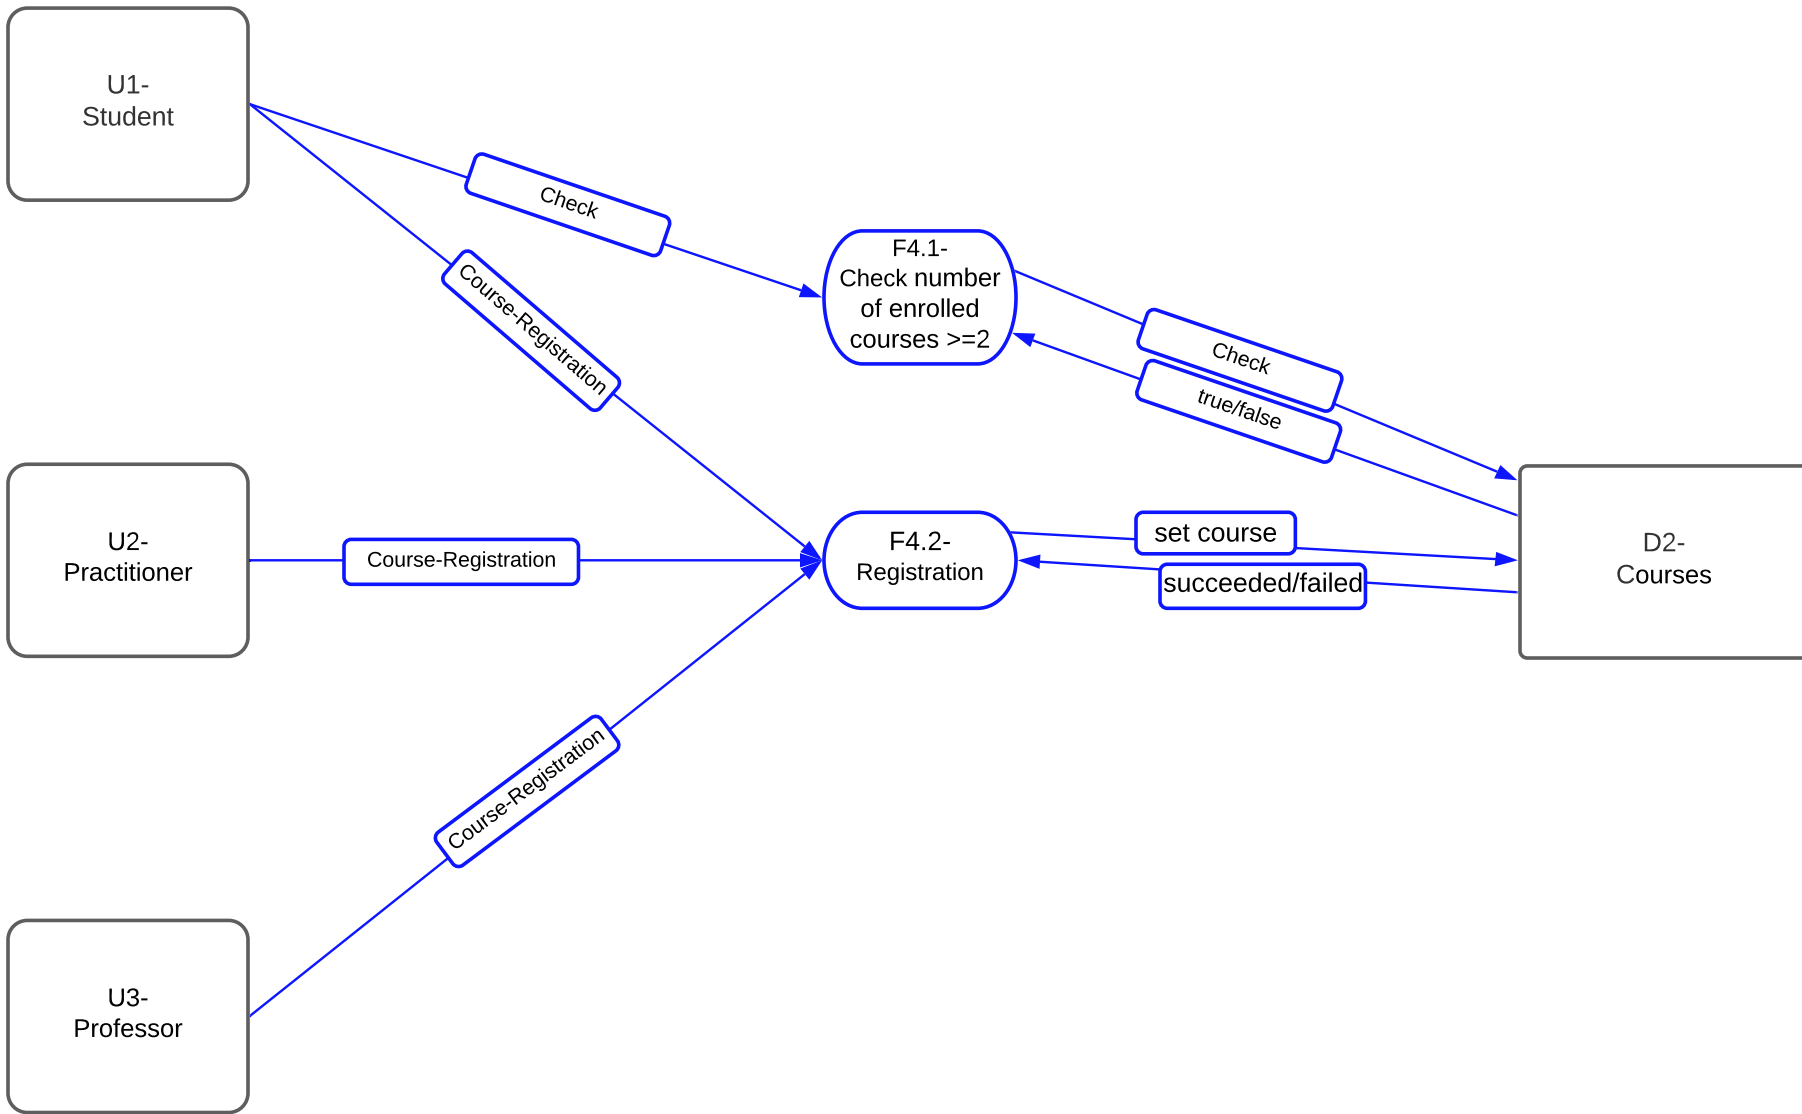 U1-
Student
Check
Course-Registration
F4.1-
Check number
of enrolled
courses >=2
Check
true/false
U2-
Practitioner
Course-Registration
F4.2-
Registration
set course
succeeded/failed
D2-
Courses
Course-Registration
U3-
Professor